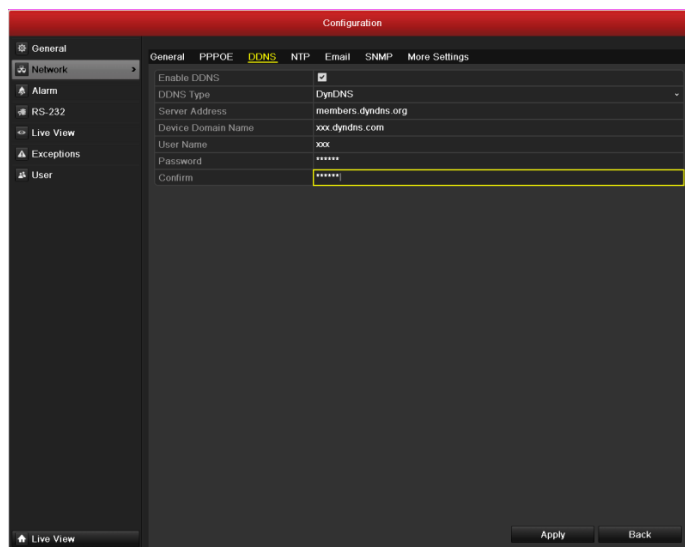 Configuration
General
Network
Alarm
RS-232
Live View
Exceptions
User
General PPPOE DDNS NTP Email SNMP More Settings
Enable DDNS
DDNS Type DynDNS
Server Address members.dyndns.org
Device Domain Name xxx.dyndns.com
User Name xxx
Password ******
Confirm ******
Live View
Apply Back